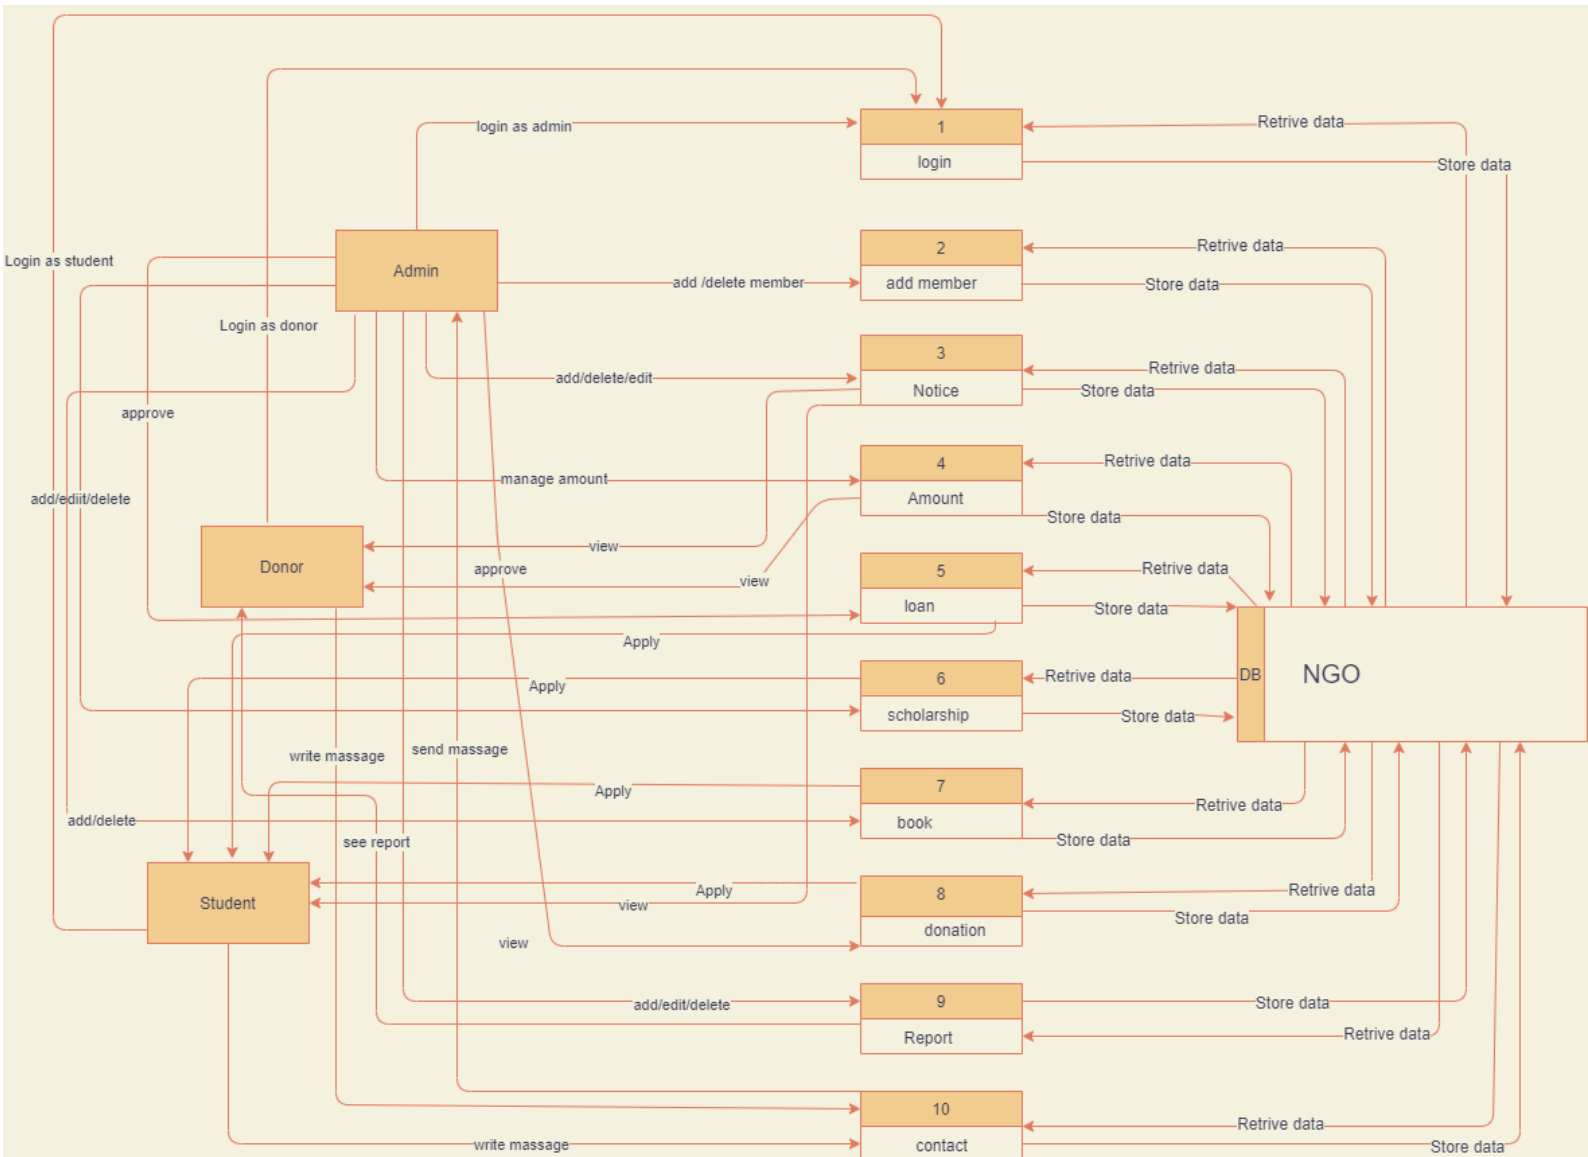 login as admin
1
Retrive data
login
Store data
Login as student
Admin
2
Retrive data
add /delete member
add member
Store data
Login as donor
3
Retrive data
add/delete/edit
Notice
Store data
approve
4
Retrive data
manage amount
Amount
add/ediit/delete
Store data
view
Donor
approve
view
5
Retrive data
loan
Store data
Apply
Apply
6
Retrive data
DB
NGO
scholarship
Store data
write massage
send massage
Apply
7
Retrive data
add/delete
book
see report
Store data
Student
Apply
view
8
Retrive data
Store data
donation
view
add/edit/delete
9
Store data
Report
Retrive data
10
Retrive data
write massage
contact
Store data